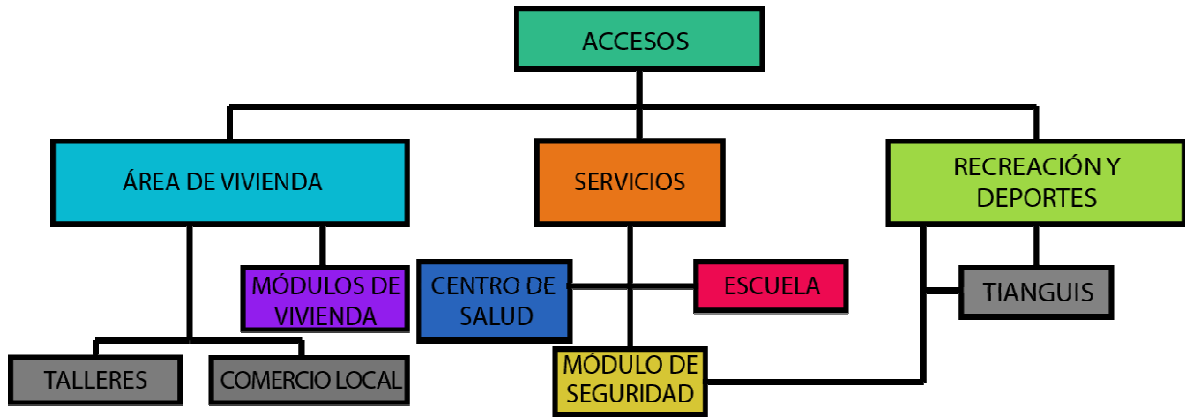 ACCESOS
ÁREA DE VIVIENDA
SERVICIOS
RECREACIÓN Y
DEPORTES
MÓDULOS DE
VIVIENDA
CENTRO DE
SALUD
ESCUELA
TIANGUIS
TALLERES
COMERCIO LOCAL
MÓDULO DE
SEGURIDAD